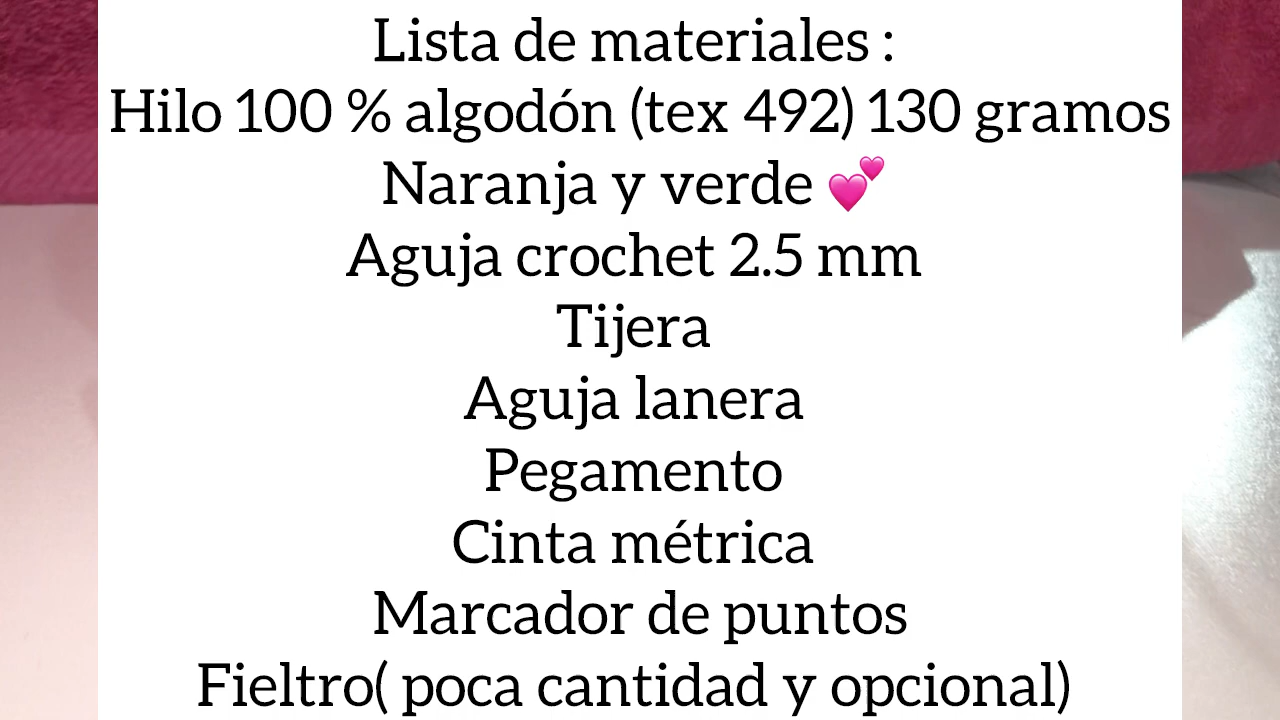 Lista de materiales :
Hilo 100 % algodón (tex 492) 130 gramos
Naranja y verde 💕
Aguja crochet 2.5 mm
Tijera
Aguja lanera
Pegamento
Cinta métrica
Marcador de puntos
Fieltro( poca cantidad y opcional)